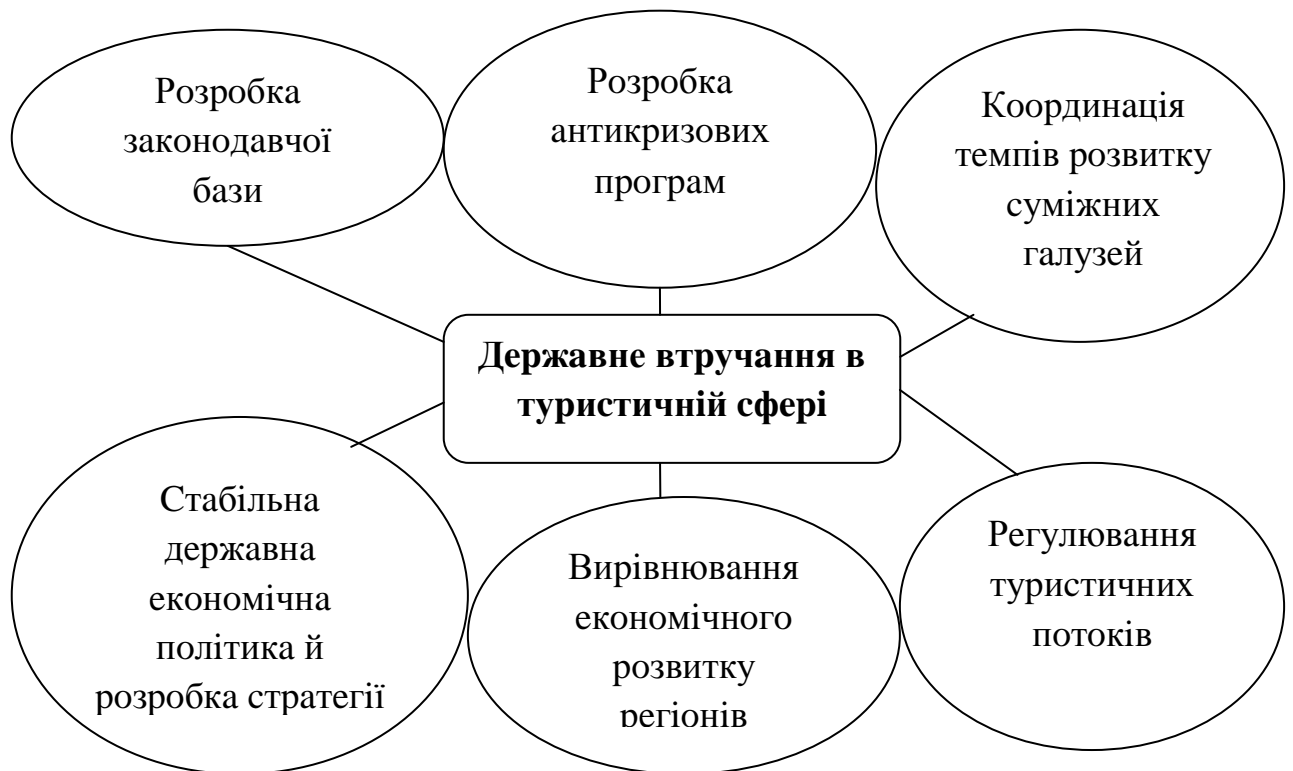 Розробка
законодавчої
бази
Розробка
антикризових
програм
Координація
темпів розвитку
суміжних
галузей
Державне втручання в
туристичній сфері
Стабільна
державна
економічна
політика й
розробка стратегії
Вирівнювання
економічного
розвитку
регіонів
Регулювання
туристичних
потоків